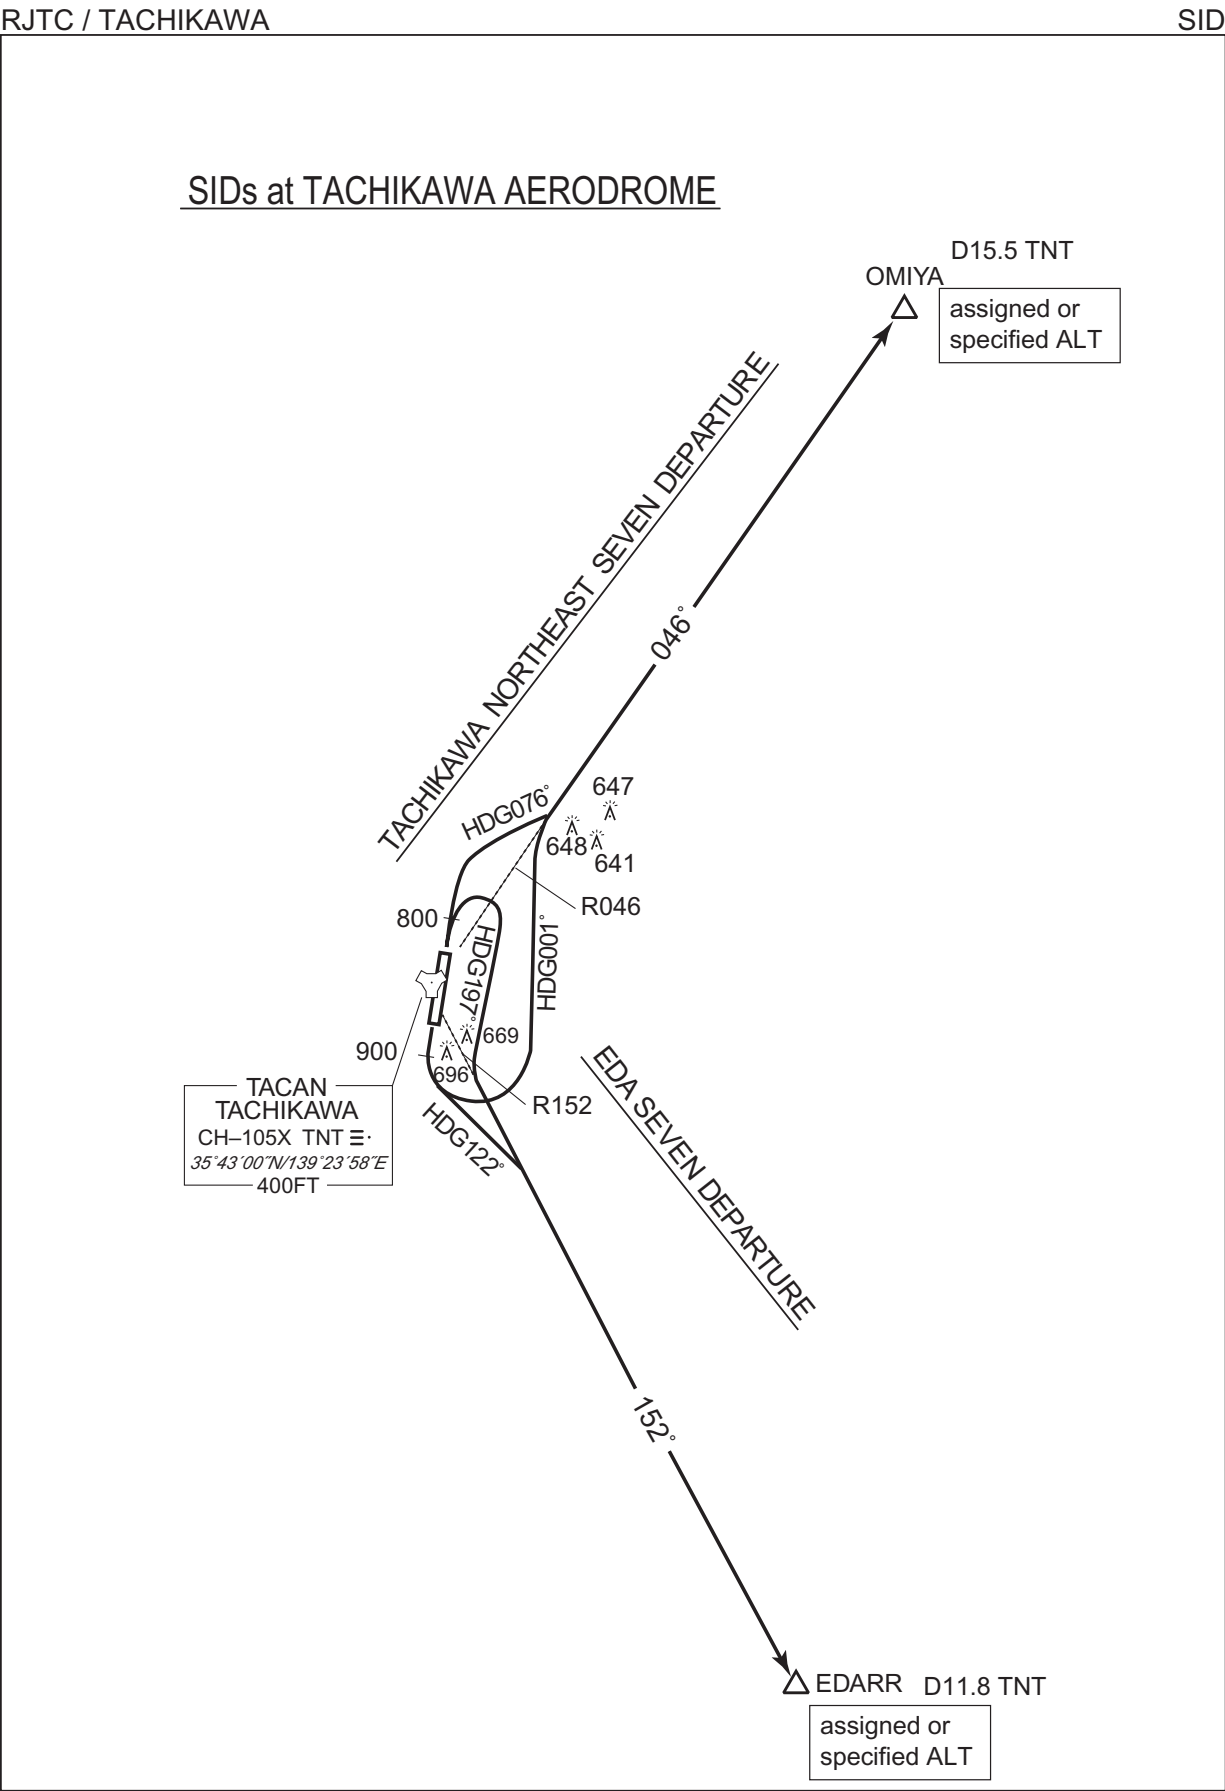 RJTC / TACHIKAWA
SID
SIDs at TACHIKAWA AERODROME
D15.5 TNT
OMIYA
assigned or
specified ALT
TACHIKAWA NORTHEAST SEVEN DEPARTURE
046°
HDG076°
647
648
641
R046
800
HDG197°
HDG001°
669
900
696
R152
TACAN
TACHIKAWA
CH–105X TNT
35°43′00″N/139°23′58″E
400FT
HDG122°
EDA SEVEN DEPARTURE
152°
EDARR D11.8 TNT
assigned or
specified ALT